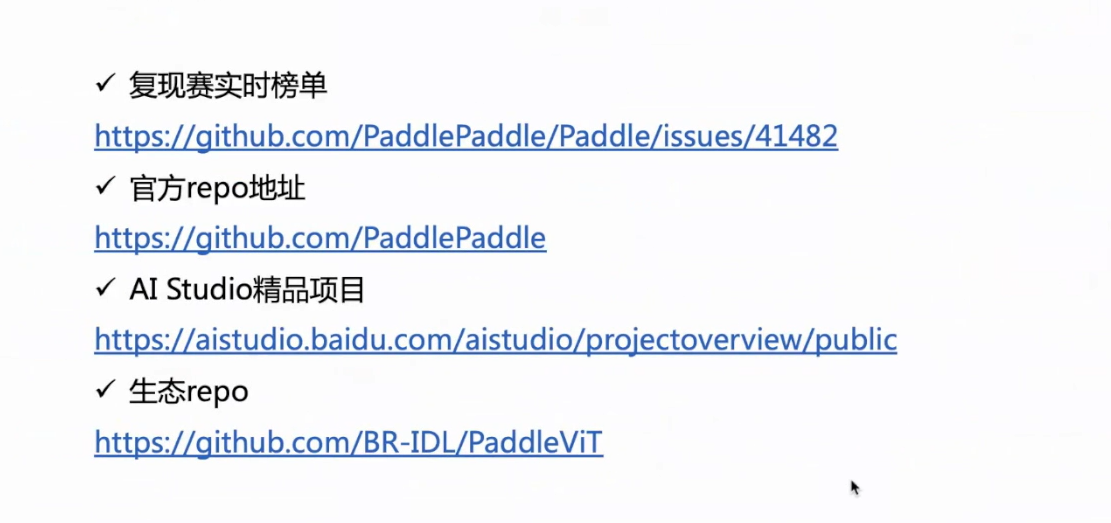 ✓ 复现赛实时榜单
https://github.com/PaddlePaddle/Paddle/issues/41482
✓ 官方repo地址
https://github.com/PaddlePaddle
✓ AI Studio精品项目
https://aistudio.baidu.com/aistudio/projectoverview/public
✓ 生态repo
https://github.com/BR-IDL/PaddleViT